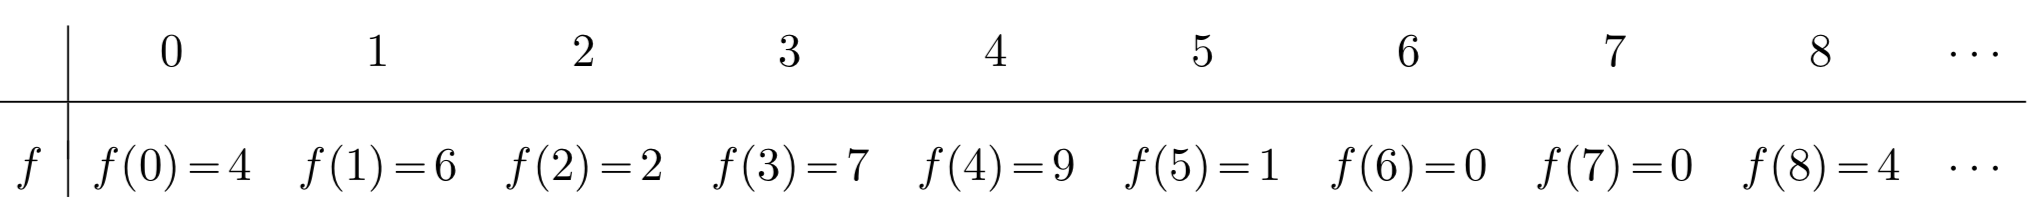 0 1 2 3 4 5 6 7 8 ⋯
f f(0)=4 f(1)=6 f(2)=2 f(3)=7 f(4)=9 f(5)=1 f(6)=0 f(7)=0 f(8)=4 ⋯